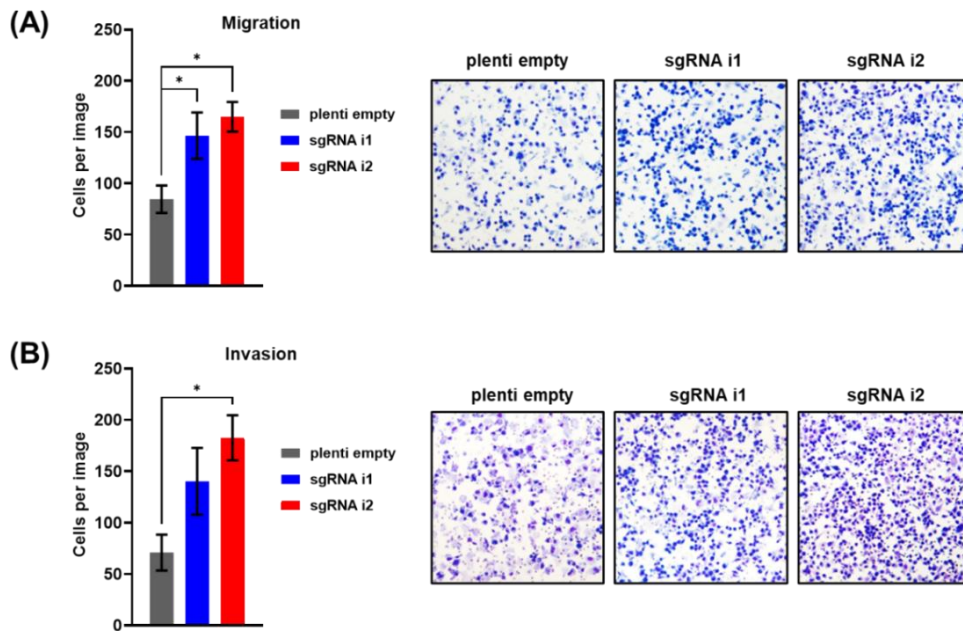 (A)
Migration
250
200
150
100
50
0
Cells per image
*
*
plenti empty
sgRNA i1
sgRNA i2
plenti empty
sgRNA i1
sgRNA i2
(B)
Invasion
250
200
150
100
50
0
Cells per image
*
plenti empty
sgRNA i1
sgRNA i2
plenti empty
sgRNA i1
sgRNA i2